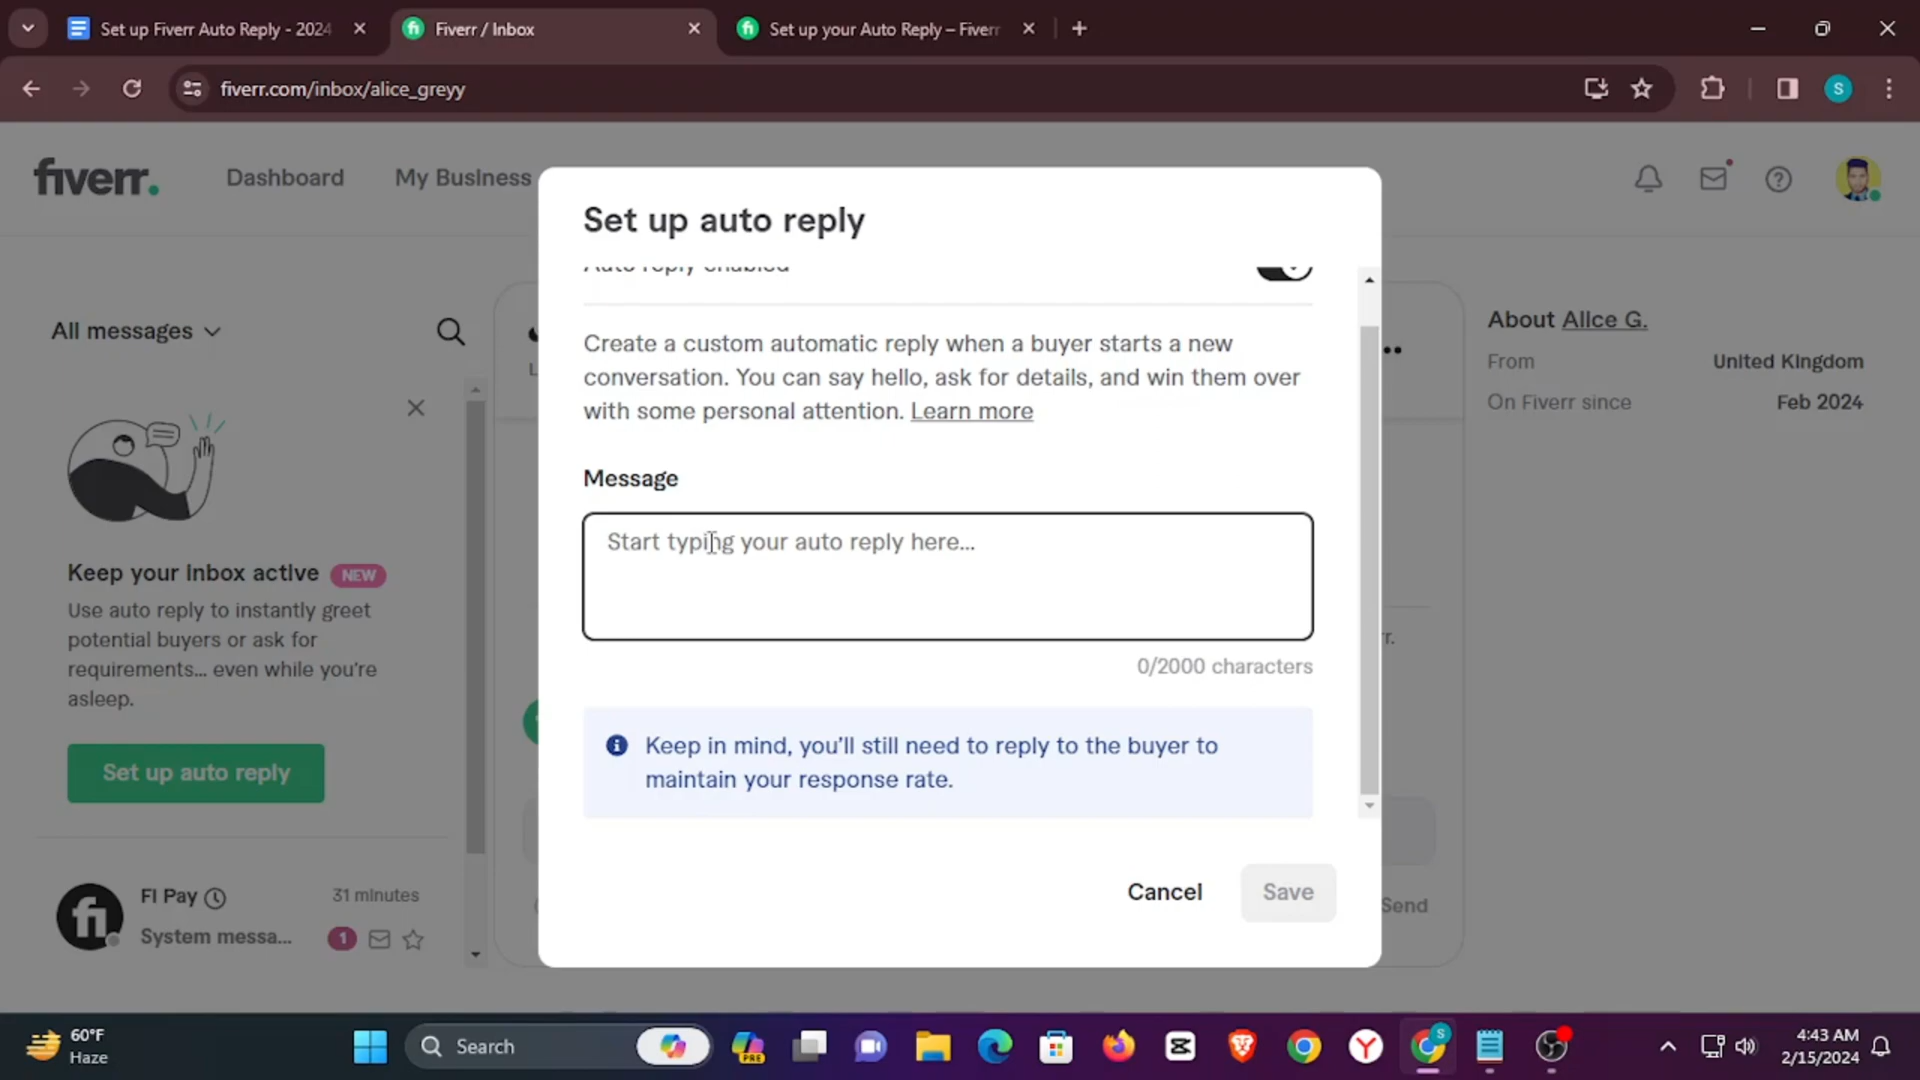 Set up Fiverr Auto Reply - 2024
Fiverr / Inbox
Set up your Auto Reply – Fiverr
fiverr.com/inbox/alice_greyy
S
fiverr.
Dashboard
My Business
Set up auto reply
Auto reply enabled
All messages
Create a custom automatic reply when a buyer starts a new
conversation. You can say hello, ask for details, and win them over
with some personal attention. Learn more
Message
Start typing your auto reply here...
0/2000 characters
Keep in mind, you'll still need to reply to the buyer to
maintain your response rate.
Cancel
Save
About Alice G.
From
United Kingdom
On Fiverr since
Feb 2024
Keep your inbox active NEW
Use auto reply to instantly greet
potential buyers or ask for
requirements... even while you're
asleep.
Set up auto reply
fi
FI Pay
31 minutes
System messa...
1
r.
Send
60°F
Haze
Search
PRE
S
4:43 AM
2/15/2024